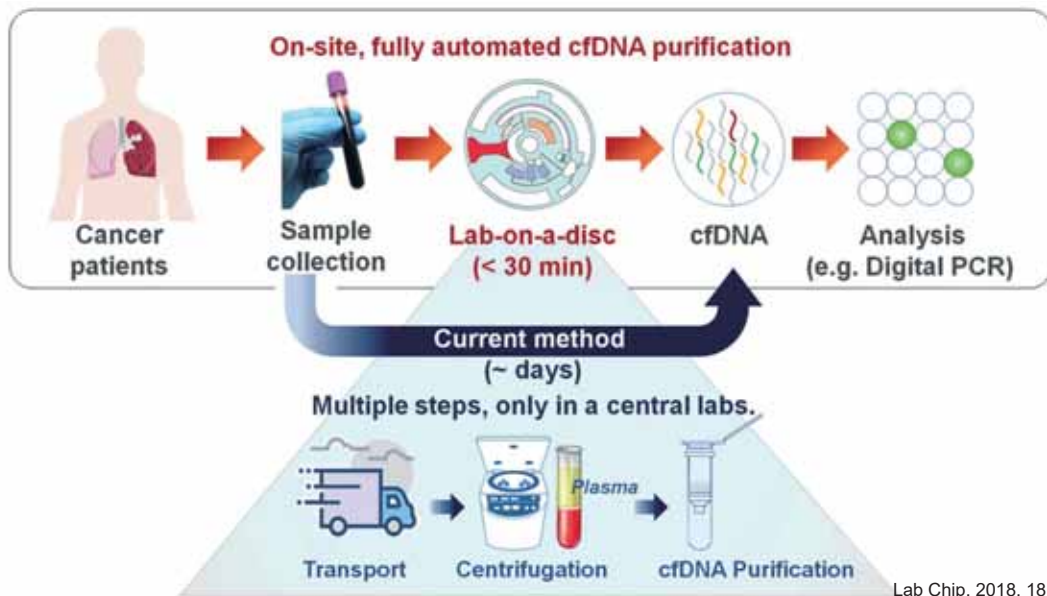 On-site, fully automated cfDNA purification
Cancer
patients
Sample
collection
Lab-on-a-disc
(< 30 min)
cfDNA
Analysis
(e.g. Digital PCR)
Current method
(~ days)
Multiple steps, only in a central labs.
Plasma
Transport
Centrifugation
cfDNA Purification
Lab Chip, 2018, 18